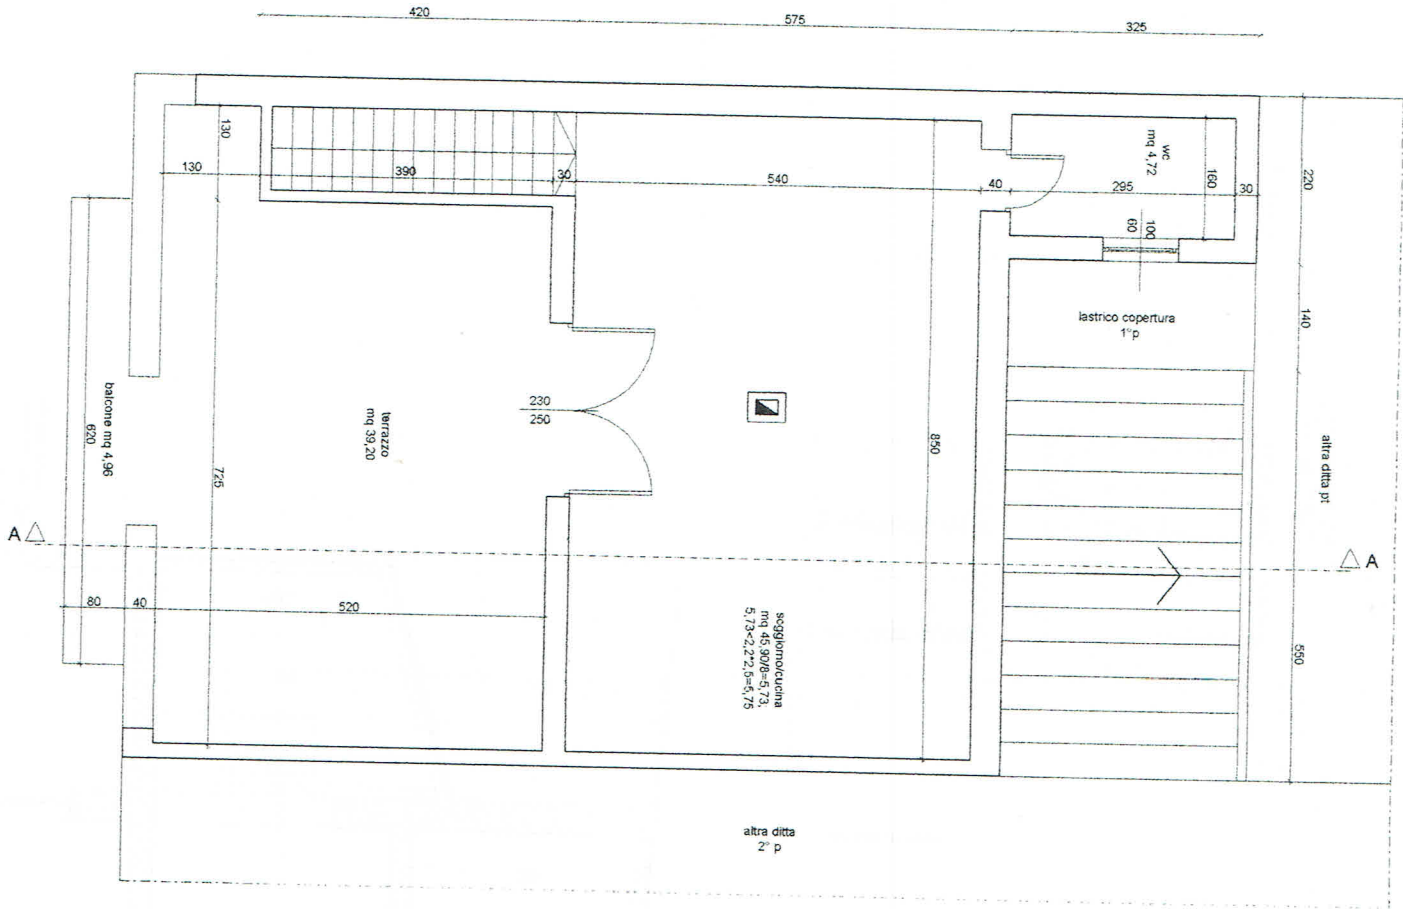 420
575
325
130
130
390
30
540
40
295
30
160
wc
mq 4,72
100
60
220
140
lastrico copertura
1°p
balcone mq 4,96
620
725
terrazzo
mq 39,20
230
250
850
altra ditta pt
A
A
80
40
520
soggiorno/cucina
mq 45,90/8=5,73;
5,73<2,2*2,5=5,75
550
altra ditta
2° p